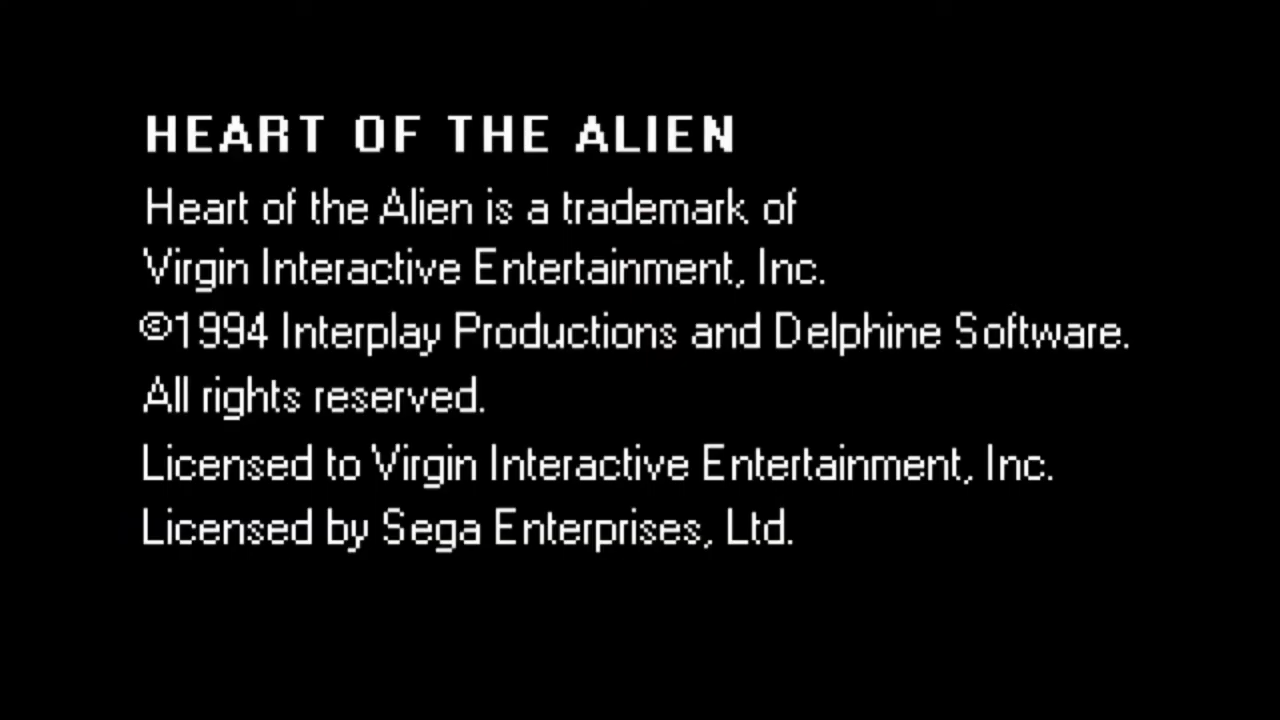 HEART OF THE ALIEN
Heart of the Alien is a trademark of
Virgin Interactive Entertainment, Inc.
©1994 Interplay Productions and Delphine Software.
All rights reserved.
Licensed to Virgin Interactive Entertainment, Inc.
Licensed by Sega Enterprises, Ltd.